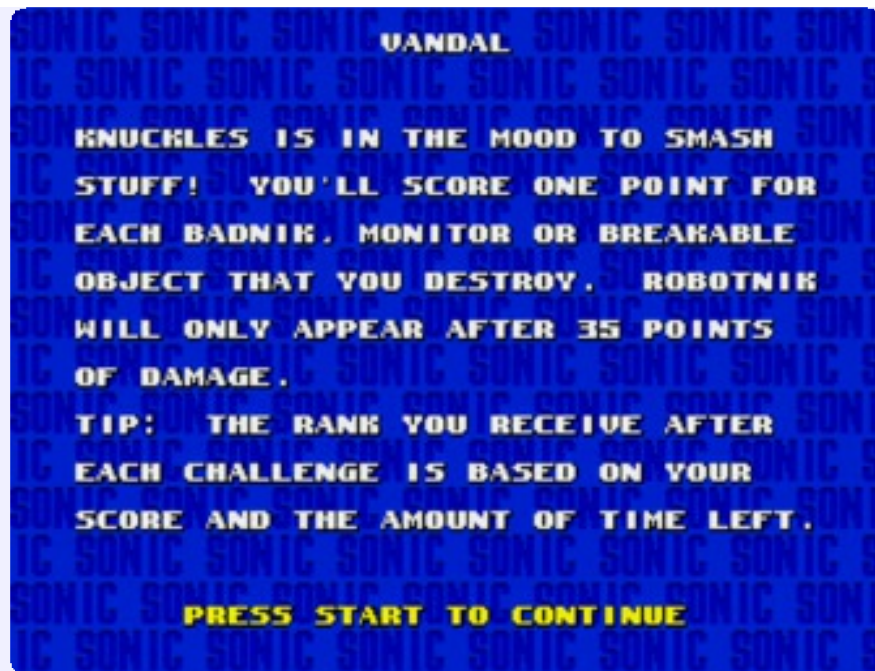 VANDAL
KNUCKLES IS IN THE MOOD TO SMASH
STUFF!  YOU'LL SCORE ONE POINT FOR
EACH BADNIK, MONITOR OR BREAKABLE
OBJECT THAT YOU DESTROY.  ROBOTNIK
WILL ONLY APPEAR AFTER 35 POINTS
OF DAMAGE.
TIP:  THE RANK YOU RECEIVE AFTER
EACH CHALLENGE IS BASED ON YOUR
SCORE AND THE AMOUNT OF TIME LEFT.
PRESS START TO CONTINUE